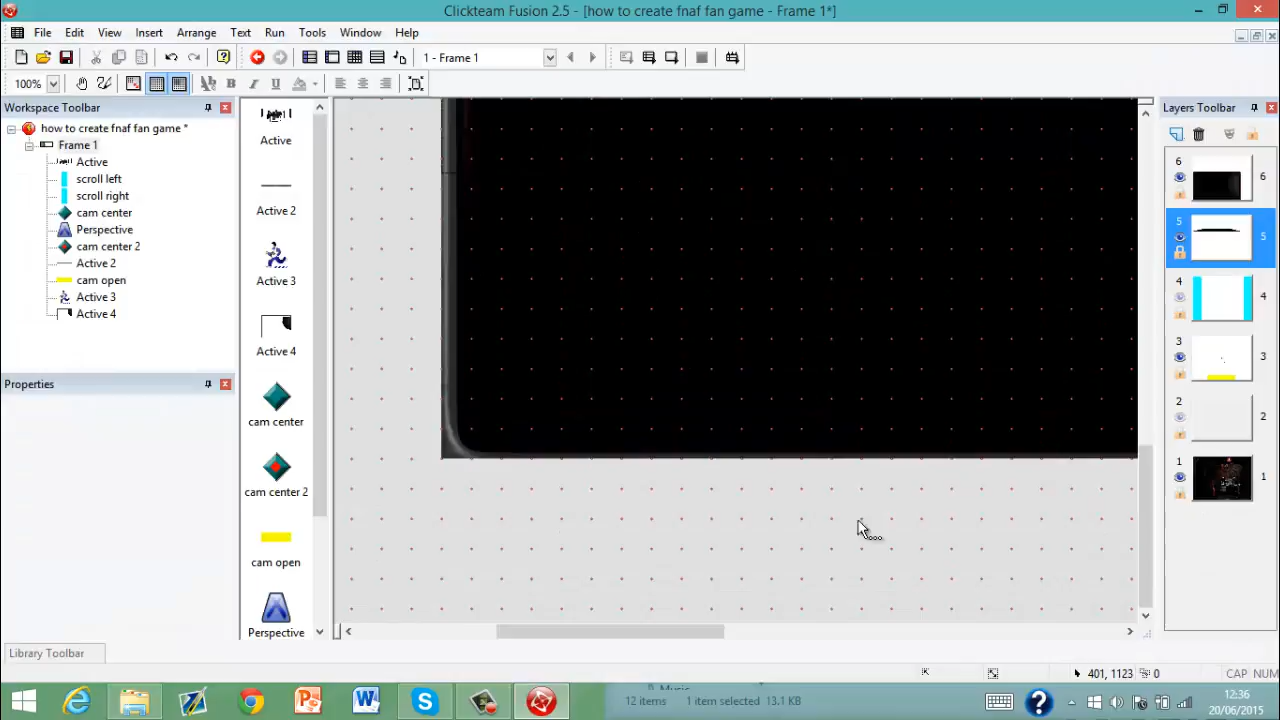 Clickteam Fusion 2.5 - [how to create fnaf fan game - Frame 1*]
File Edit View Insert Arrange Text Run Tools Window Help
1 - Frame 1
100%
B I
Workspace Toolbar
how to create fnaf fan game *
Frame 1
Active
scroll left
scroll right
cam center
Perspective
cam center 2
Active 2
cam open
Active 3
Active 4
Properties
Active
Active 2
Active 3
Active 4
cam center
cam center 2
cam open
Perspective
Layers Toolbar
6 6
5 5
4 4
3 3
2 2
1 1
Library Toolbar
401, 1123 0 CAP NUM
Music
12 items 1 item selected 13.1 KB
12:36
20/06/2015